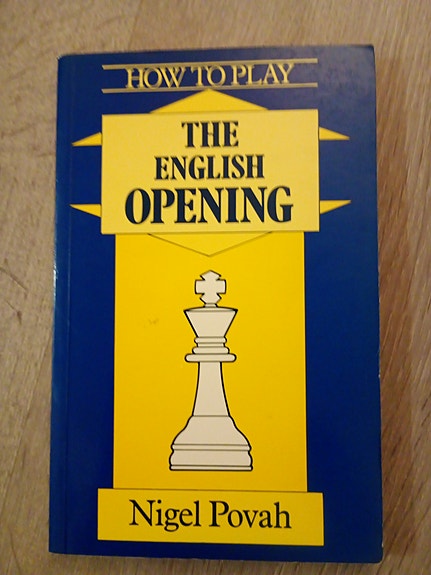 HOW TO PLAY
THE
ENGLISH
OPENING
Nigel Povah